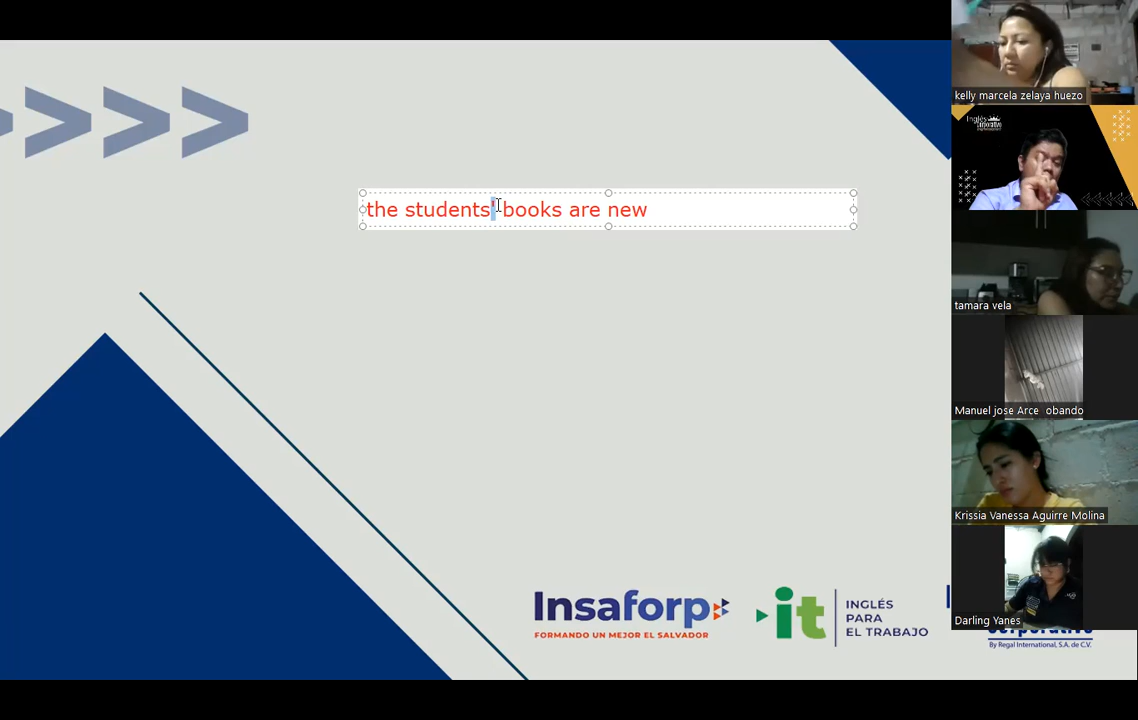 the students' books are new
Insaforp
FORMANDO UN MEJOR EL SALVADOR
it
INGLÉS
PARA
EL TRABAJO
By Regal International, S.A. de C.V.
kelly marcela zelaya huezo
Inglés
tamara vela
Manuel jose Arce obando
Krissia Vanessa Aguirre Molina
Darling Yanes